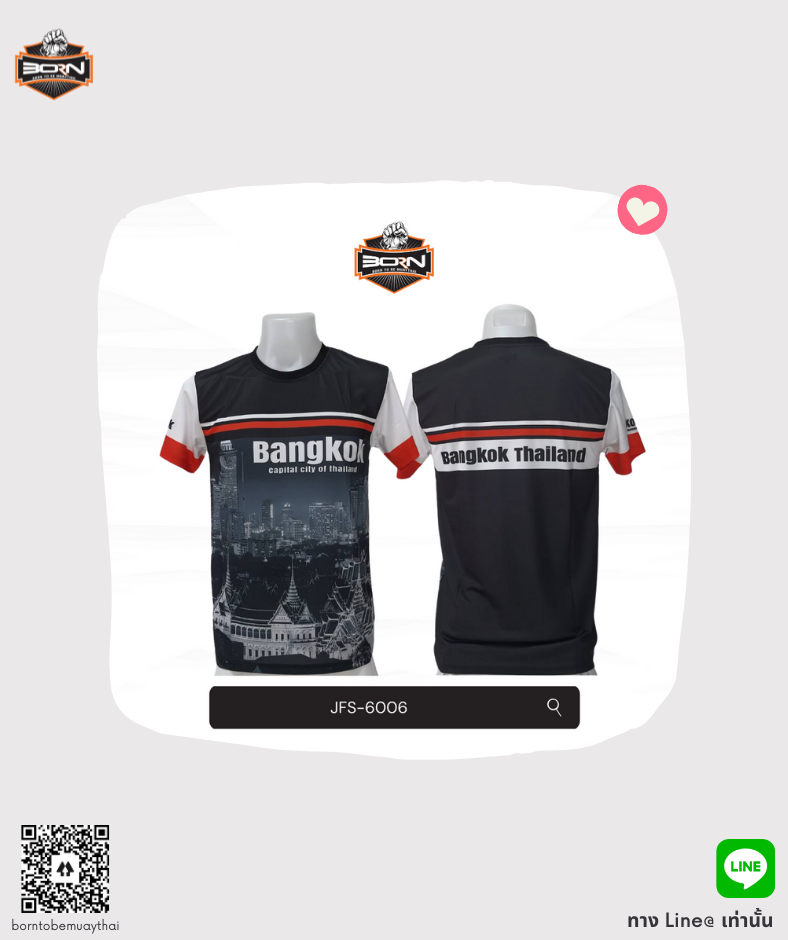 BORN
BORN TO BE MUAYTHAI
BORN
BORN TO BE MUAYTHAI
Bangkok
capital city of thailand
Bangkok Thailand
JFS-6006
borntobemuaythai
LINE
ทาง Line@ เท่านั้น